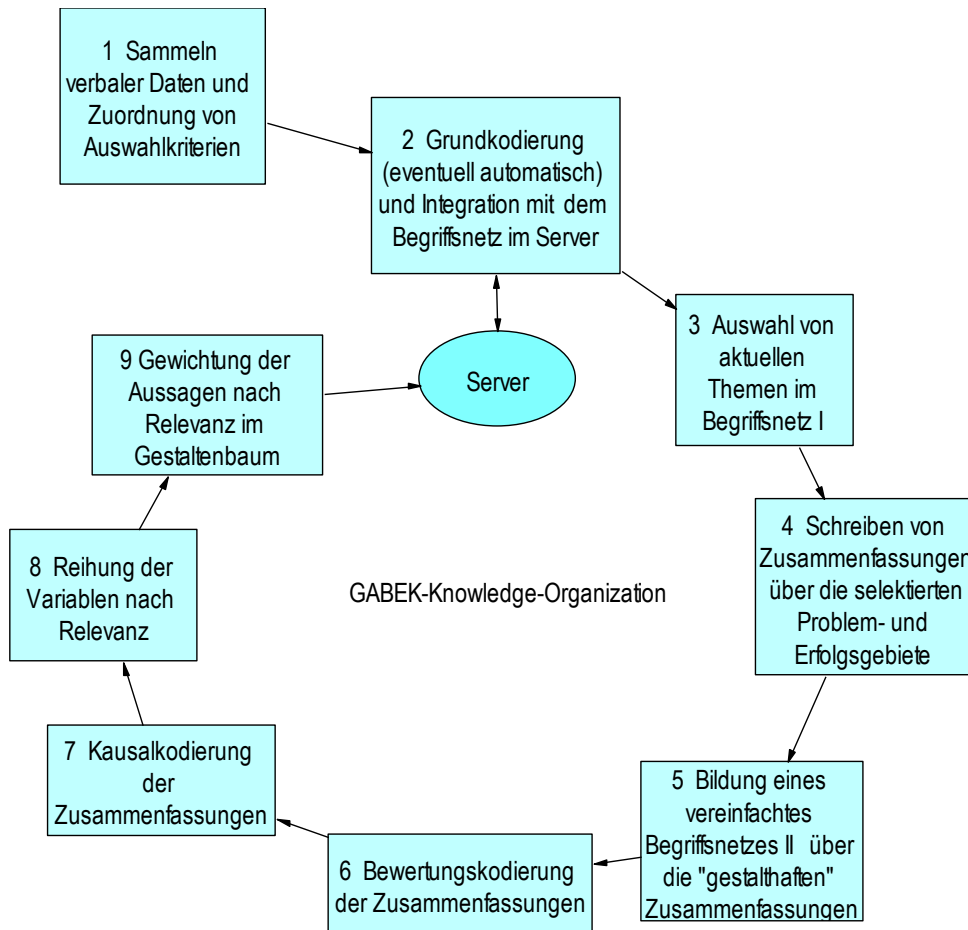 1 Sammeln
verbaler Daten und
Zuordnung von
Auswahlkriterien
2 Grundkodierung
(eventuell automatisch)
und Integration mit dem
Begriffsnetz im Server
3 Auswahl von
aktuellen
Themen im
Begriffsnetz I
9 Gewichtung der
Aussagen nach
Relevanz im
Gestaltenbaum
Server
4 Schreiben von
Zusammenfassungen
über die selektierten
Problem- und
Erfolgsgebiete
8 Reihung der
Variablen nach
Relevanz
GABEK-Knowledge-Organization
7 Kausalkodierung
der
Zusammenfassungen
5 Bildung eines
vereinfachtes
Begriffsnetzes II über
die "gestalthaften"
Zusammenfassungen
6 Bewertungskodierung
der Zusammenfassungen